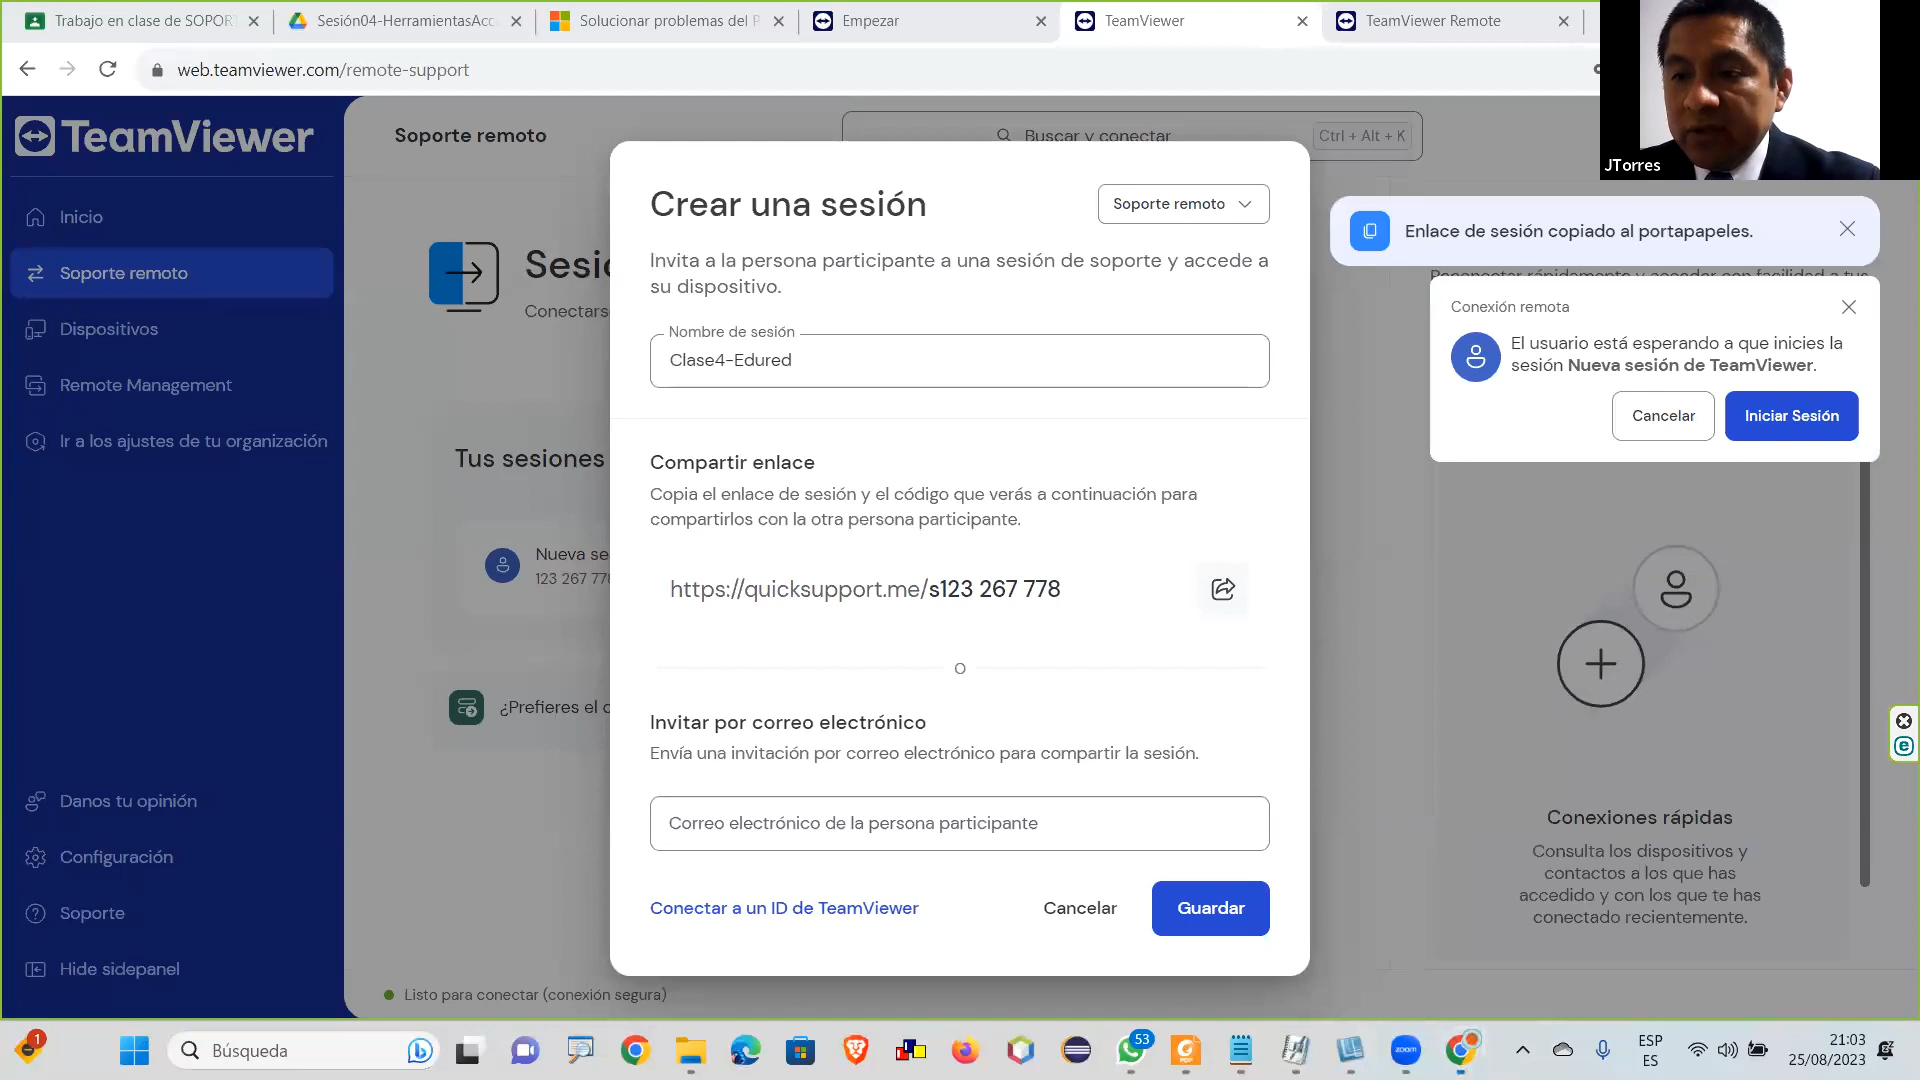 Trabajo en clase de SOPOR
Sesión04-HerramientasAcc
Solucionar problemas del P
Empezar
TeamViewer
TeamViewer Remote
web.teamviewer.com/remote-support
JTorres
TeamViewer
Inicio
Soporte remoto
Dispositivos
Remote Management
Ir a los ajustes de tu organización
Danos tu opinión
Configuración
Soporte
Hide sidepanel
Soporte remoto
Buscar y conectar
Ctrl + Alt + K
Conectars
Tus sesiones
Nueva se
123 267 778
¿Prefieres el c
Listo para conectar (conexión segura)
Crear una sesión
Soporte remoto
Invita a la persona participante a una sesión de soporte y accede a
su dispositivo.
Nombre de sesión
Clase4-Edured
Compartir enlace
Copia el enlace de sesión y el código que verás a continuación para
compartirlos con la otra persona participante.
https://quicksupport.me/s123 267 778
O
Invitar por correo electrónico
Envía una invitación por correo electrónico para compartir la sesión.
Correo electrónico de la persona participante
Conectar a un ID de TeamViewer
Cancelar
Guardar
Enlace de sesión copiado al portapapeles.
Reconectar rápidamente y acceder con facilidad a tus
Conexión remota
El usuario está esperando a que inicies la
sesión Nueva sesión de TeamViewer.
Cancelar
Iniciar Sesión
Conexiones rápidas
Consulta los dispositivos y
contactos a los que has
accedido y con los que te has
conectado recientemente.
1
Búsqueda
53
zoom
ESP
ES
21:03
25/08/2023